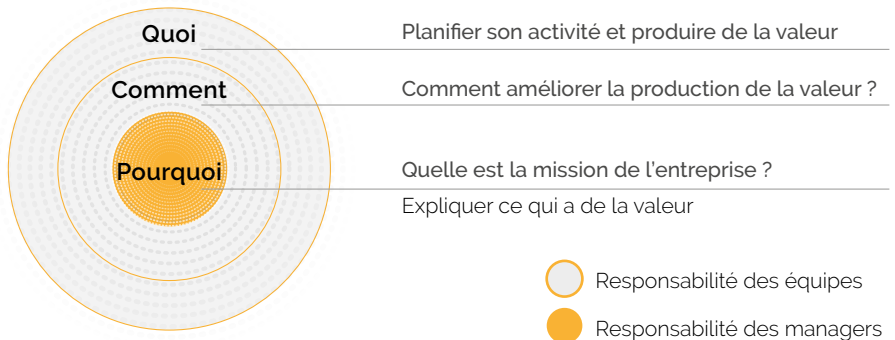 Quoi
Planifier son activité et produire de la valeur
Comment
Comment améliorer la production de la valeur ?
Pourquoi
Quelle est la mission de l’entreprise ?
Expliquer ce qui a de la valeur
Responsabilité des équipes
Responsabilité des managers